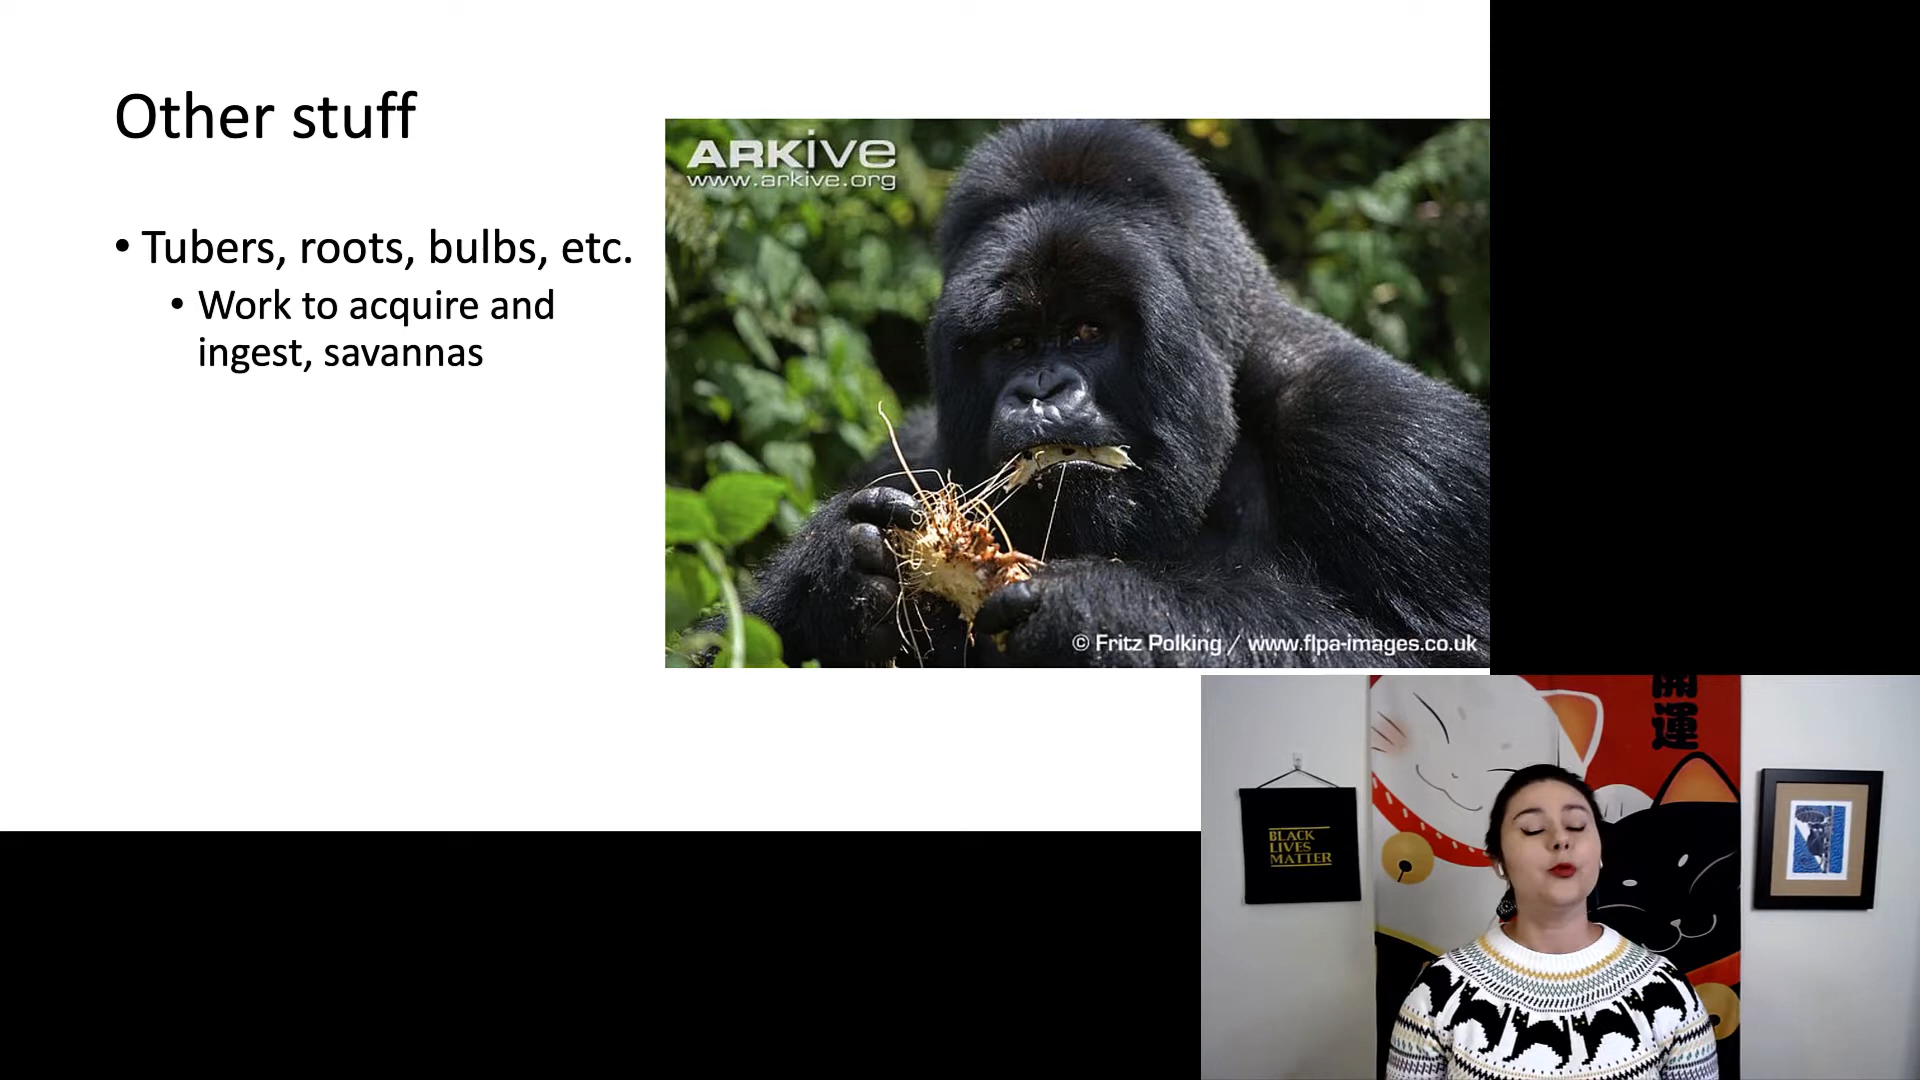 Other stuff
• Tubers, roots, bulbs, etc.
• Work to acquire and
ingest, savannas
ARKive
www.arkive.org
© Fritz Polking / www.flpa-images.co.uk
開
運
BLACK
LIVES
MATTER